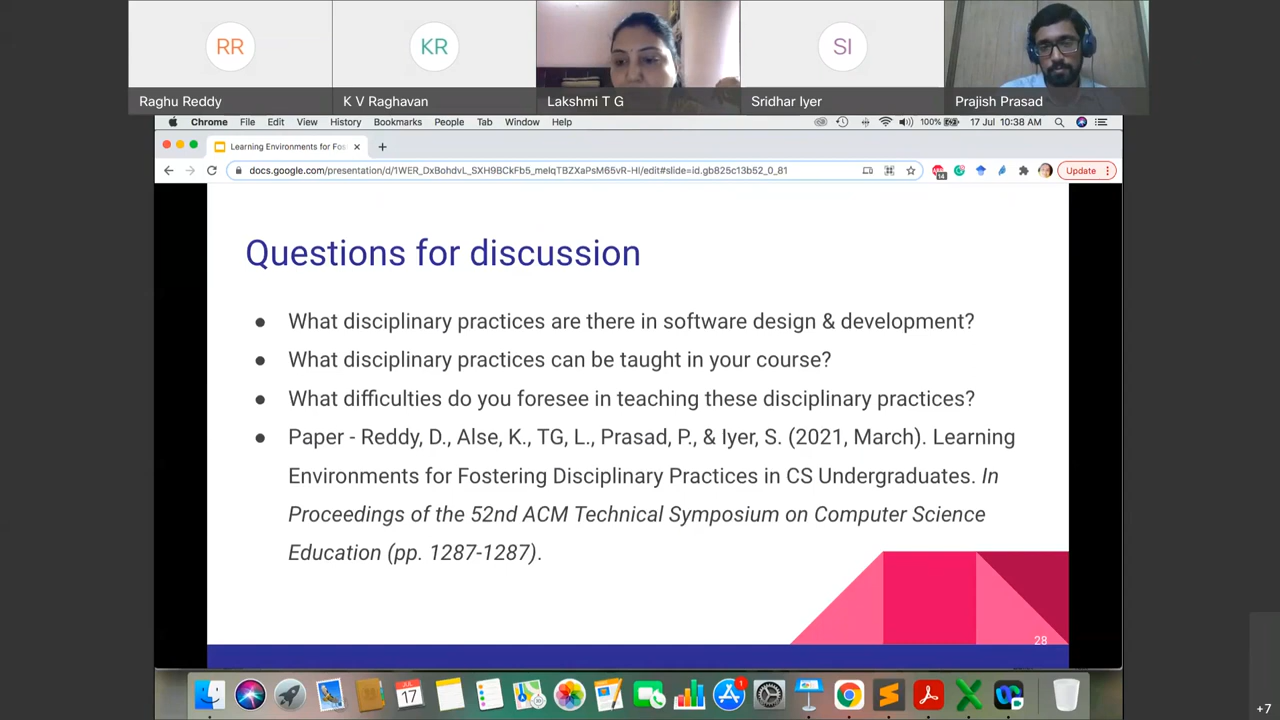 RR
KR
SI
Raghu Reddy
K V Raghavan
Lakshmi T G
Sridhar Iyer
Prajish Prasad
Chrome File Edit View History Bookmarks People Tab Window Help
100% 17 Jul 10:38 AM
Learning Environments for Fos
docs.google.com/presentation/d/1WER_DxBohdvL_SXH9BCkFb5_melqTBZXaPsM65vR-HI/edit#slide=id.gb825c13b52_0_81
14
Update
Questions for discussion
● What disciplinary practices are there in software design & development?
● What disciplinary practices can be taught in your course?
● What difficulties do you foresee in teaching these disciplinary practices?
● Paper - Reddy, D., Alse, K., TG, L., Prasad, P., & Iyer, S. (2021, March). Learning
Environments for Fostering Disciplinary Practices in CS Undergraduates. In
Proceedings of the 52nd ACM Technical Symposium on Computer Science
Education (pp. 1287-1287).
28
JUL
17
1
+7